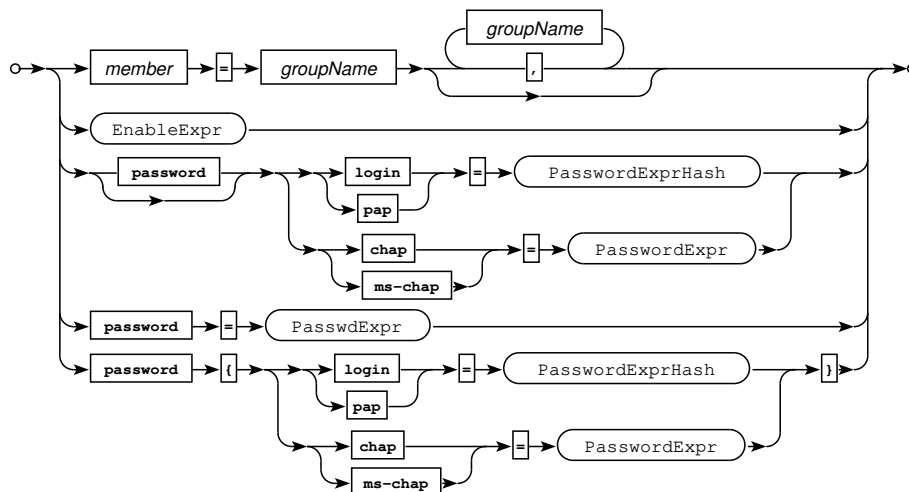 groupName
member = groupName ,
EnableExpr
password login = PasswordExprHash
pap
chap = PasswordExpr
ms-chap
password = PasswdExpr
password { login = PasswordExprHash }
pap
chap = PasswordExpr
ms-chap